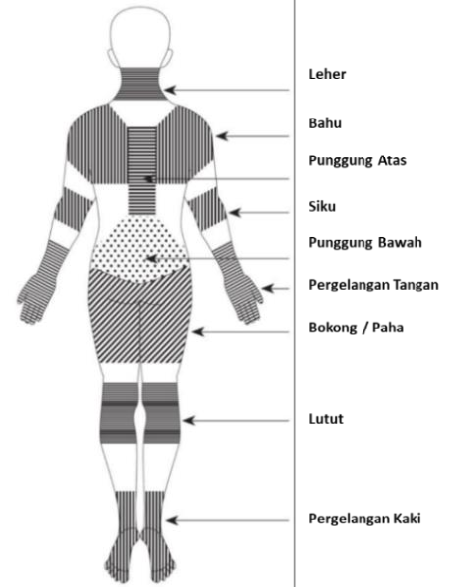 Leher
Bahu
Punggung Atas
Siku
Punggung Bawah
Pergelangan Tangan
Bokong / Paha
Lutut
Pergelangan Kaki